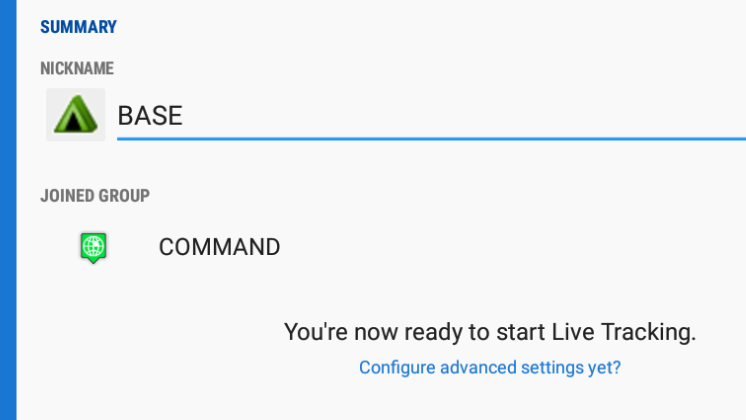 SUMMARY
NICKNAME
BASE
JOINED GROUP
COMMAND
You're now ready to start Live Tracking.
Configure advanced settings yet?